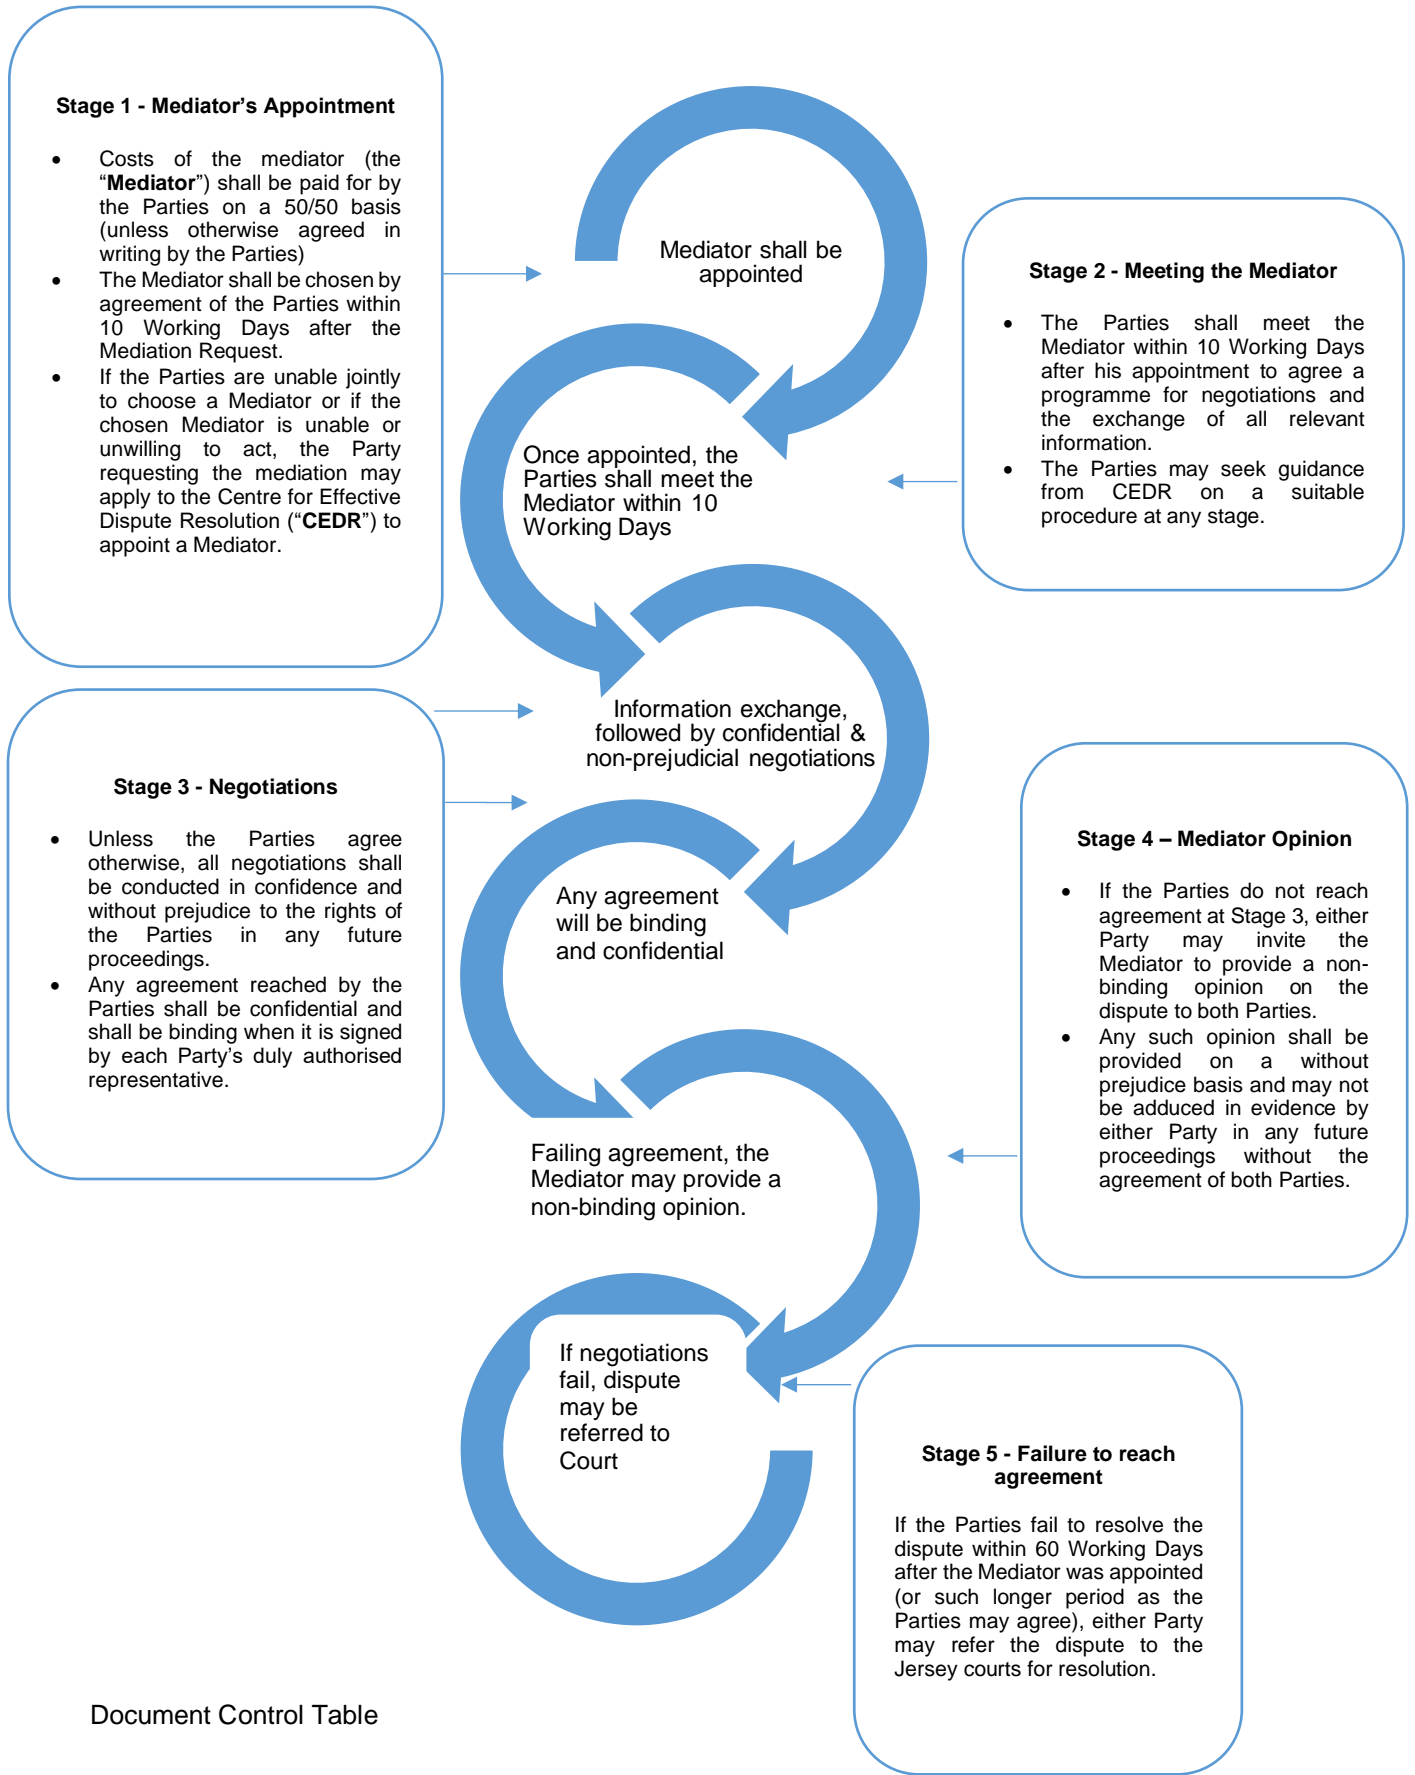 Stage 1 - Mediator’s Appointment
• Costs of the mediator (the
“Mediator”) shall be paid for by
the Parties on a 50/50 basis
(unless otherwise agreed in
writing by the Parties)
• The Mediator shall be chosen by
agreement of the Parties within
10 Working Days after the
Mediation Request.
• If the Parties are unable jointly
to choose a Mediator or if the
chosen Mediator is unable or
unwilling to act, the Party
requesting the mediation may
apply to the Centre for Effective
Dispute Resolution (“CEDR”) to
appoint a Mediator.
Mediator shall be
appointed
Stage 2 - Meeting the Mediator
• The Parties shall meet the
Mediator within 10 Working Days
after his appointment to agree a
programme for negotiations and
the exchange of all relevant
information.
• The Parties may seek guidance
from CEDR on a suitable
procedure at any stage.
Once appointed, the
Parties shall meet the
Mediator within 10
Working Days
Information exchange,
followed by confidential &
non-prejudicial negotiations
Stage 3 - Negotiations
• Unless the Parties agree
otherwise, all negotiations shall
be conducted in confidence and
without prejudice to the rights of
the Parties in any future
proceedings.
• Any agreement reached by the
Parties shall be confidential and
shall be binding when it is signed
by each Party’s duly authorised
representative.
Any agreement
will be binding
and confidential
Stage 4 – Mediator Opinion
• If the Parties do not reach
agreement at Stage 3, either
Party may invite the
Mediator to provide a non-
binding opinion on the
dispute to both Parties.
• Any such opinion shall be
provided on a without
prejudice basis and may not
be adduced in evidence by
either Party in any future
proceedings without the
agreement of both Parties.
Failing agreement, the
Mediator may provide a
non-binding opinion.
If negotiations
fail, dispute
may be
referred to
Court
Stage 5 - Failure to reach
agreement
If the Parties fail to resolve the
dispute within 60 Working Days
after the Mediator was appointed
(or such longer period as the
Parties may agree), either Party
may refer the dispute to the
Jersey courts for resolution.
Document Control Table